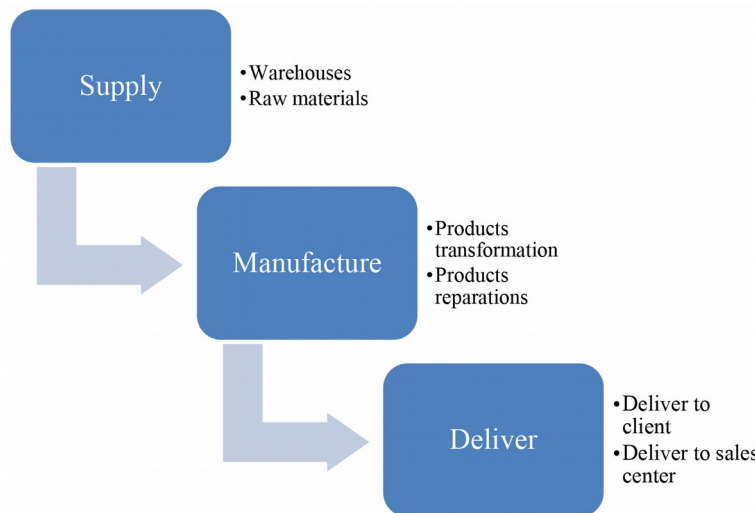 Supply
•Warehouses
•Raw materials
Manufacture
•Products
transformation
•Products
reparations
Deliver
•Deliver to
client
•Deliver to sales
center